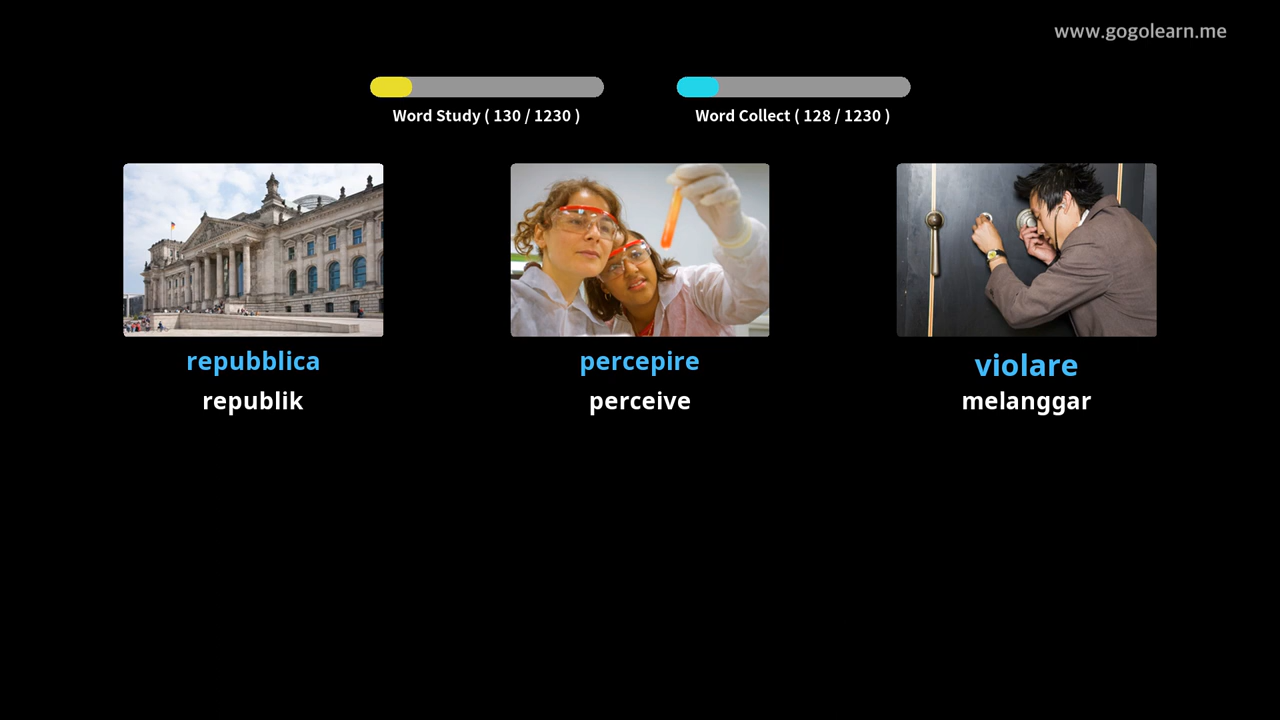 www.gogolearn.me
Word Study ( 130 / 1230 )
Word Collect ( 128 / 1230 )
repubblica
republik
percepire
perceive
violare
melanggar